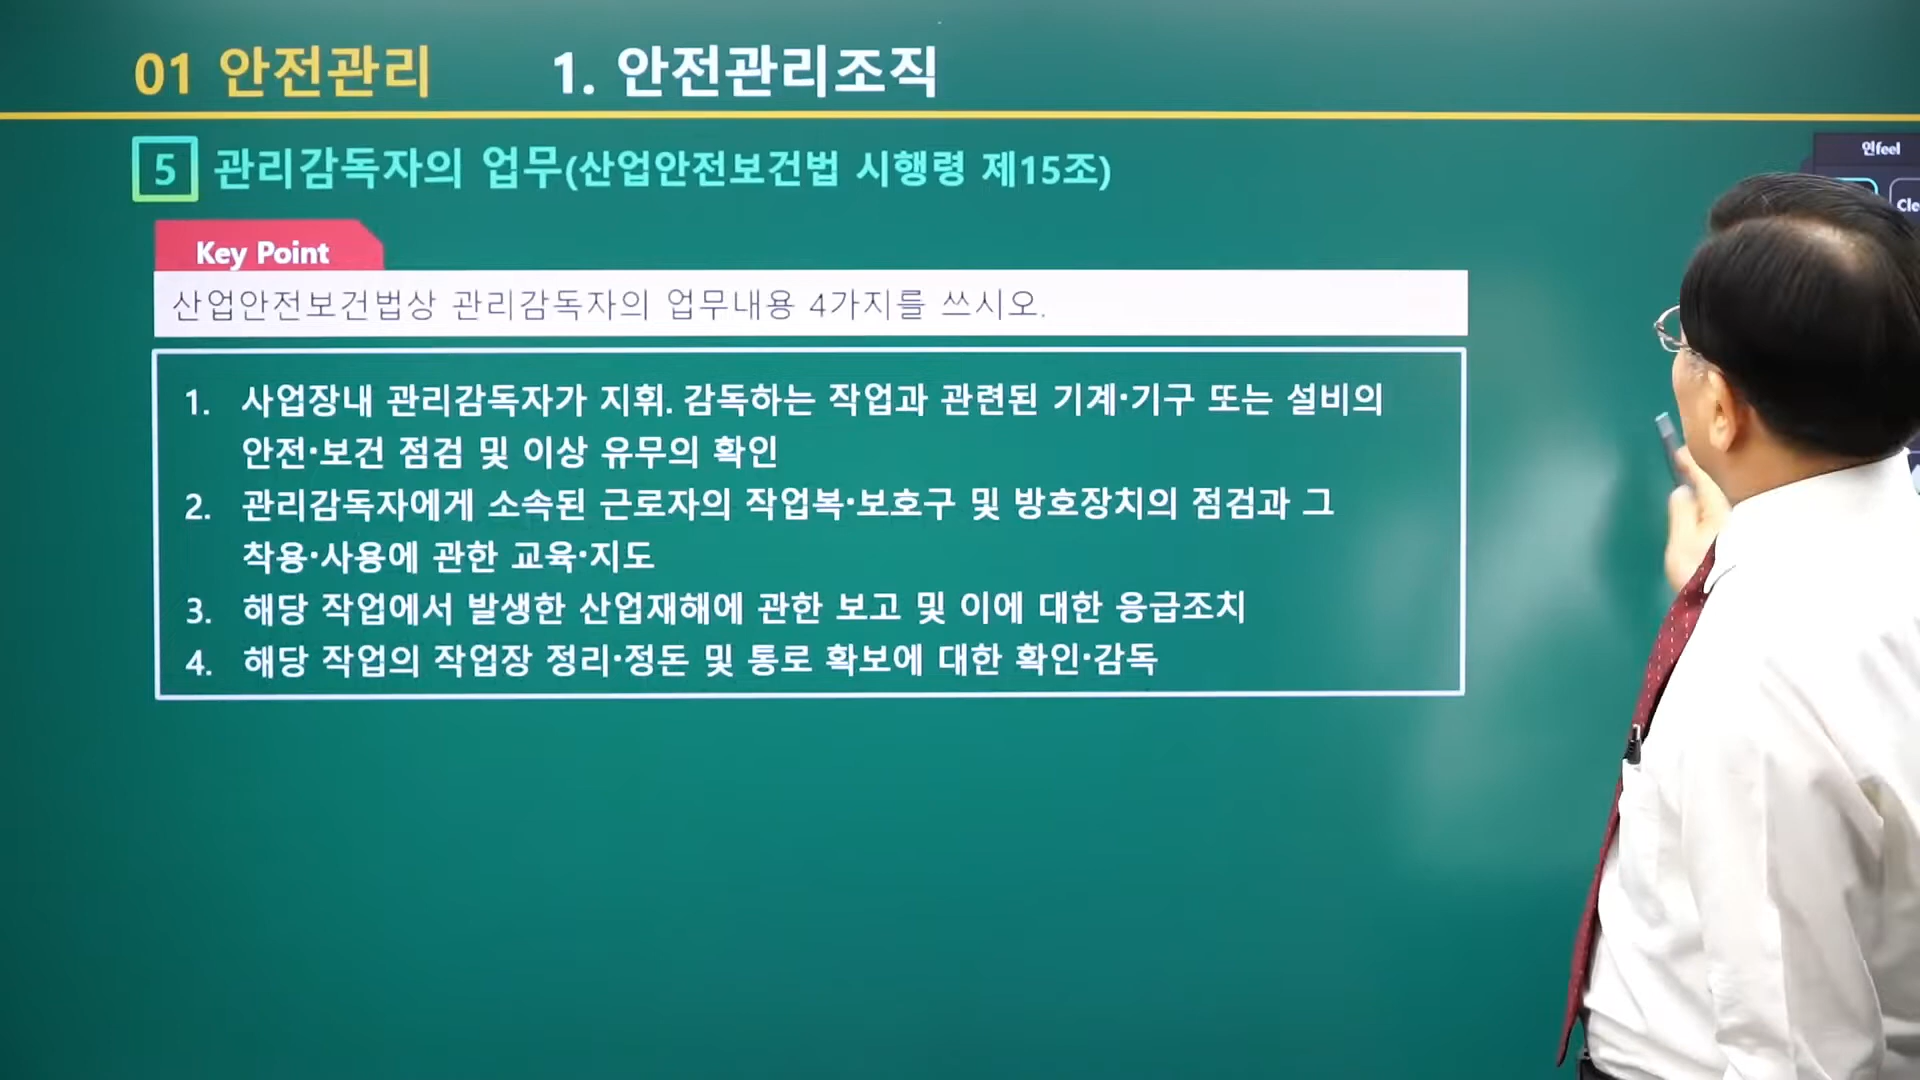 01 안전관리 1. 안전관리조직
5 관리감독자의 업무(산업안전보건법 시행령 제15조)
Key Point
산업안전보건법상 관리감독자의 업무내용 4가지를 쓰시오.
1. 사업장내 관리감독자가 지휘.감독하는 작업과 관련된 기계·기구 또는 설비의
안전·보건 점검 및 이상 유무의 확인
2. 관리감독자에게 소속된 근로자의 작업복·보호구 및 방호장치의 점검과 그
착용·사용에 관한 교육·지도
3. 해당 작업에서 발생한 산업재해에 관한 보고 및 이에 대한 응급조치
4. 해당 작업의 작업장 정리·정돈 및 통로 확보에 대한 확인·감독
연feel